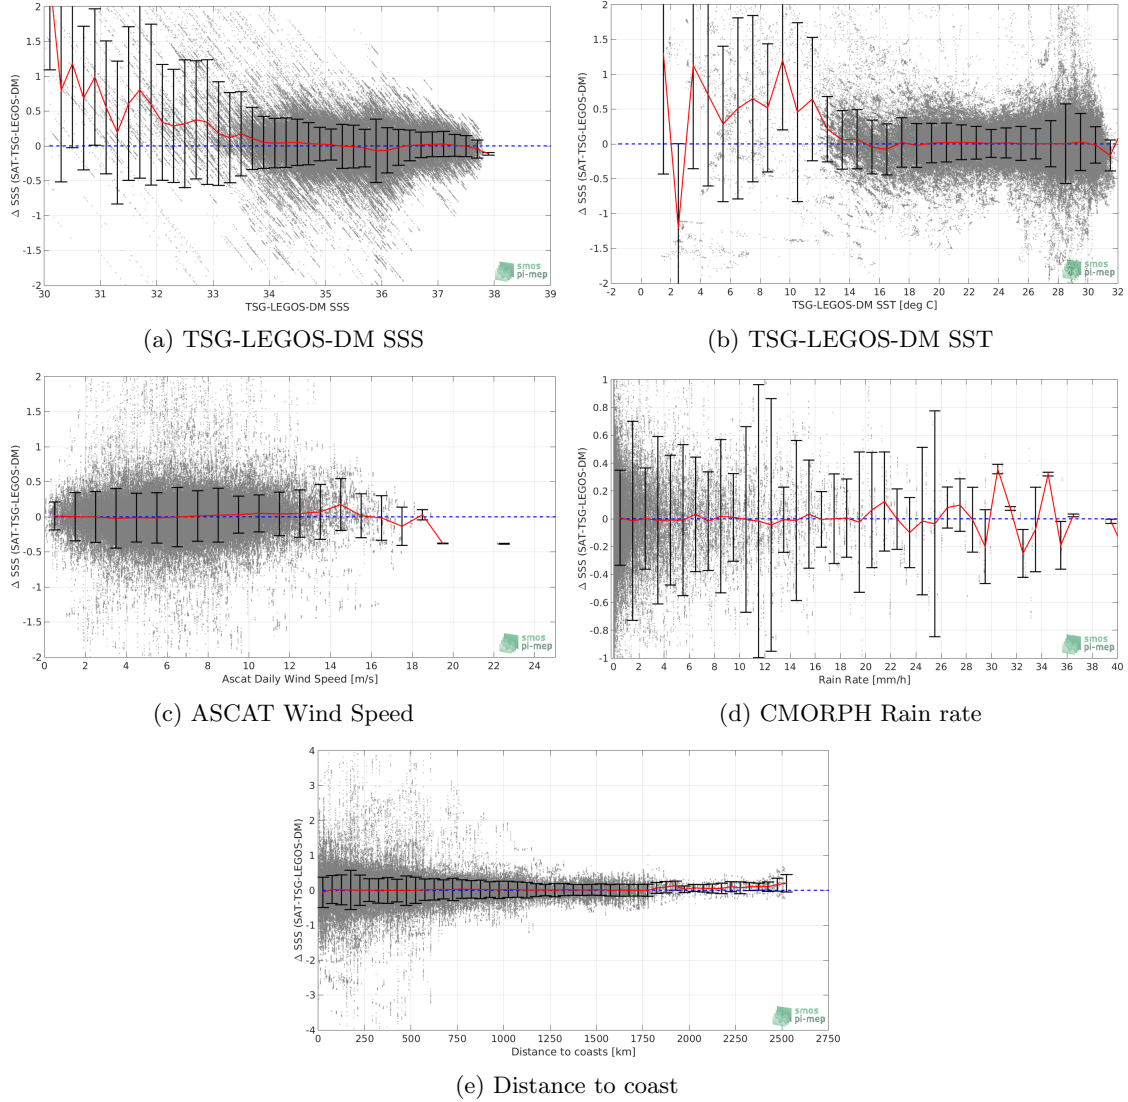 2
1.5
1
0.5
0
-0.5
-1
-1.5
-2
Δ SSS (SAT-TSG-LEGOS-DM)
30 31 32 33 34 35 36 37 38 39
TSG-LEGOS-DM SSS
smos
pi-mep
(a) TSG-LEGOS-DM SSS
2
1.5
1
0.5
0
-0.5
-1
-1.5
-2
Δ SSS (SAT-TSG-LEGOS-DM)
-2 0 2 4 6 8 10 12 14 16 18 20 22 24 26 28 30 32
TSG-LEGOS-DM SST [deg C]
smos
pi-mep
(b) TSG-LEGOS-DM SST
2
1.5
1
0.5
0
-0.5
-1
-1.5
-2
Δ SSS (SAT-TSG-LEGOS-DM)
0 2 4 6 8 10 12 14 16 18 20 22 24
Ascat Daily Wind Speed [m/s]
smos
pi-mep
(c) ASCAT Wind Speed
1
0.8
0.6
0.4
0.2
0
-0.2
-0.4
-0.6
-0.8
-1
Δ SSS (SAT-TSG-LEGOS-DM)
0 2 4 6 8 10 12 14 16 18 20 22 24 26 28 30 32 34 36 38 40
Rain Rate [mm/h]
smos
pi-mep
(d) CMORPH Rain rate
4
3
2
1
0
-1
-2
-3
-4
Δ SSS (SAT-TSG-LEGOS-DM)
0 250 500 750 1000 1250 1500 1750 2000 2250 2500 2750
Distance to coasts [km]
smos
pi-mep
(e) Distance to coast